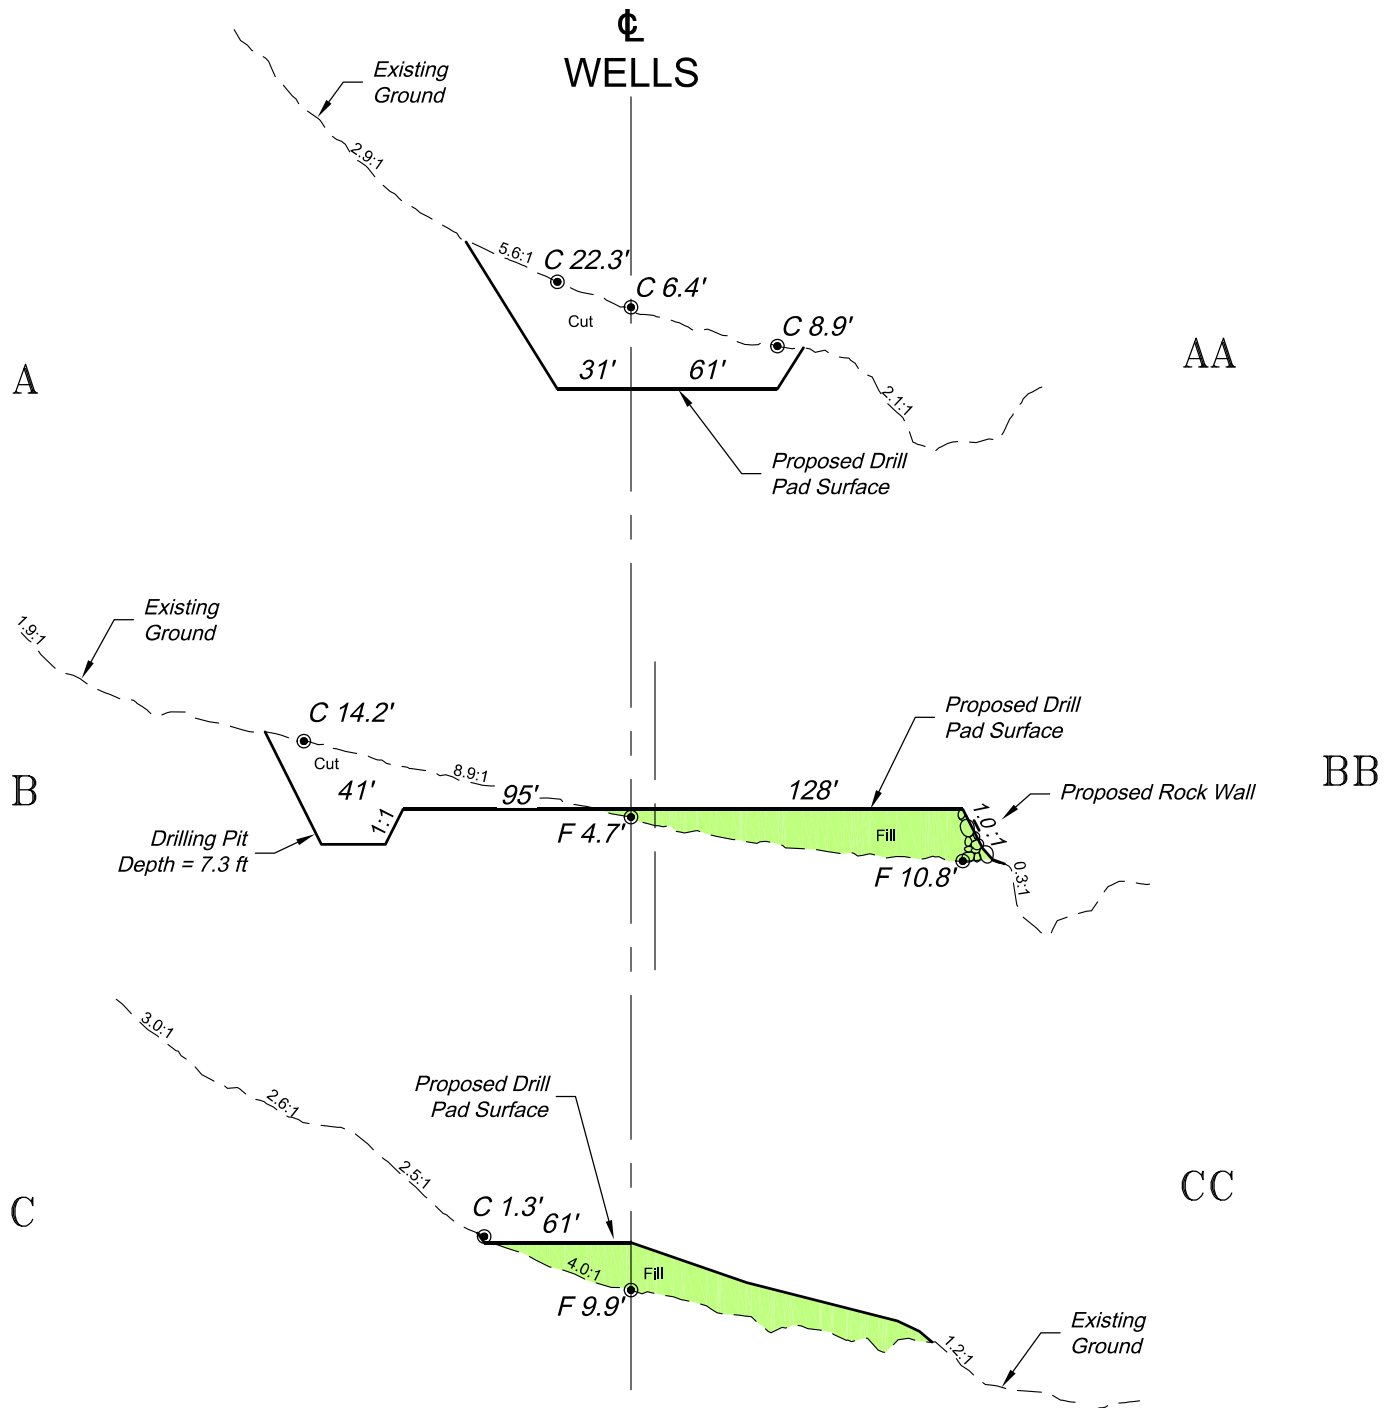 ℄
WELLS
Existing
Ground
2.9:1
5.6:1
C 22.3'
C 6.4'
Cut
C 8.9'
A
31'
61'
AA
2.1:1
Proposed Drill
Pad Surface
1.9:1
Existing
Ground
C 14.2'
Cut
8.9:1
Proposed Drill
Pad Surface
B
41'
95'
128'
BB
Proposed Rock Wall
1:1
Drilling Pit
Depth = 7.3 ft
F 4.7'
Fill
1.0:1
F 10.8'
0.3:1
3.0:1
2.6:1
Proposed Drill
Pad Surface
2.5:1
C
C 1.3'
61'
CC
4.0:1
Fill
F 9.9'
1.2:1
Existing
Ground